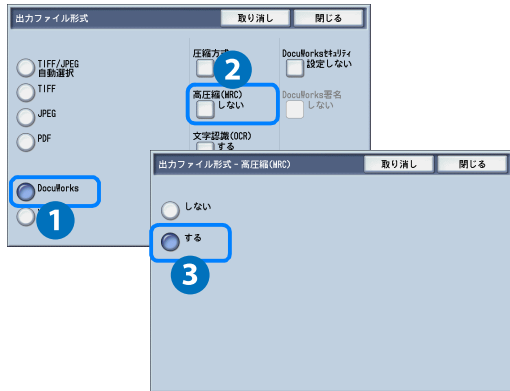 出力ファイル形式
取り消し
閉じる
TIFF/JPEG
自動選択
TIFF
JPEG
PDF
DocuWorks
圧縮方式
2
高圧縮(MRC)
しない
文字認識(OCR)
する
DocuWorksｾｷｭﾘﾃｨ
設定しない
DocuWorks署名
しない
1
出力ファイル形式 - 高圧縮(MRC)
取り消し
閉じる
しない
する
3